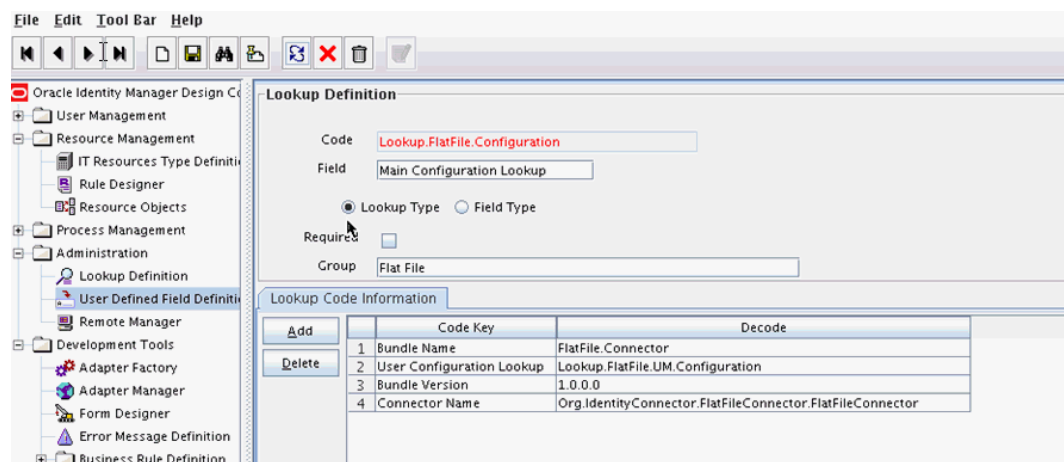 File Edit Tool Bar Help
Oracle Identity Manager Design Co
User Management
Resource Management
IT Resources Type Definiti
Rule Designer
Resource Objects
Process Management
Administration
Lookup Definition
User Defined Field Definiti
Remote Manager
Development Tools
Adapter Factory
Adapter Manager
Form Designer
Error Message Definition
Business Rule Definition
Lookup Definition
Code Lookup.FlatFile.Configuration
Field Main Configuration Lookup
Lookup Type Field Type
Required
Group Flat File
Lookup Code Information
Add
Delete
Code Key Decode
1 Bundle Name FlatFile.Connector
2 User Configuration Lookup Lookup.FlatFile.UM.Configuration
3 Bundle Version 1.0.0.0
4 Connector Name Org.IdentityConnector.FlatFileConnector.FlatFileConnector